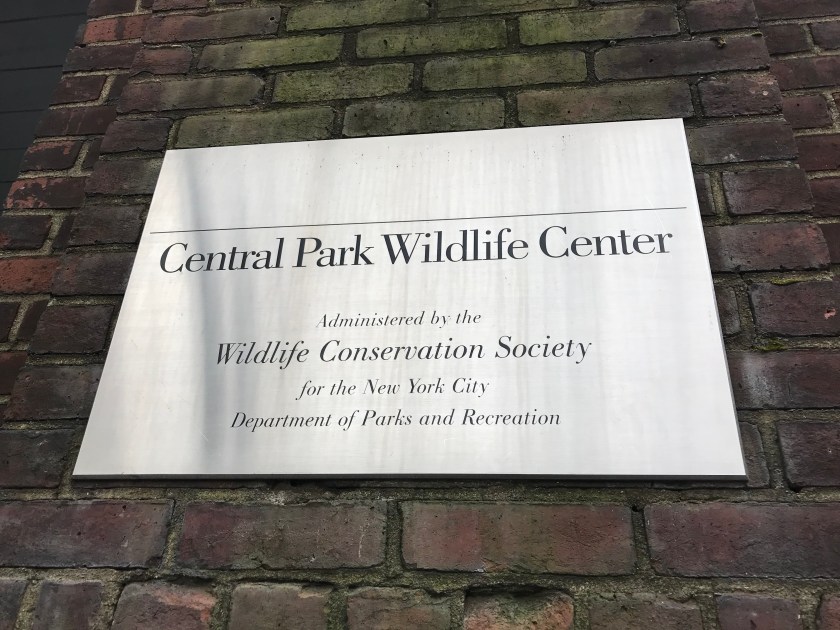 Central Park Wildlife Center
Administered by the
Wildlife Conservation Society
for the New York City
Department of Parks and Recreation